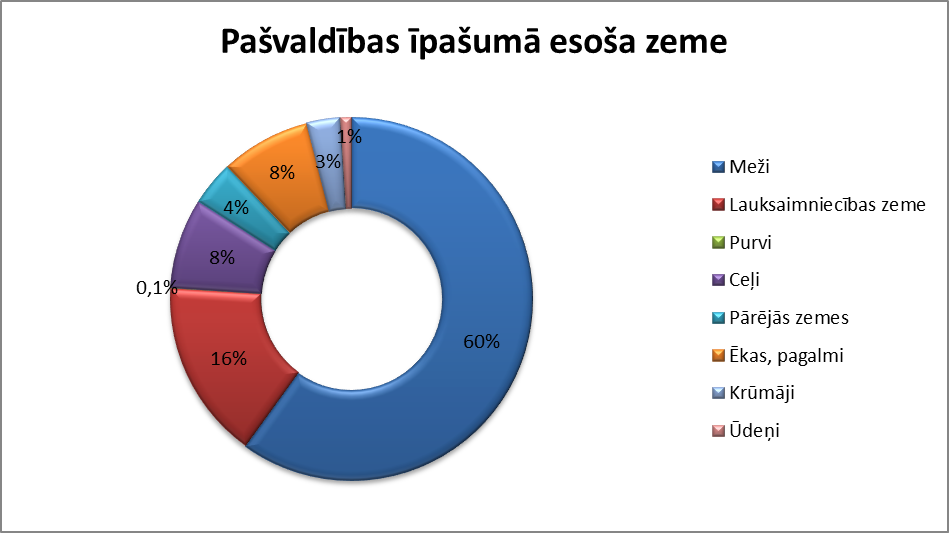 Pašvaldības īpašumā esoša zeme
1%
3%
8%
4%
8%
0,1%
16%
60%
Meži
Lauksaimniecības zeme
Purvi
Ceļi
Pārējās zemes
Ēkas, pagalmi
Krūmāji
Ūdeņi